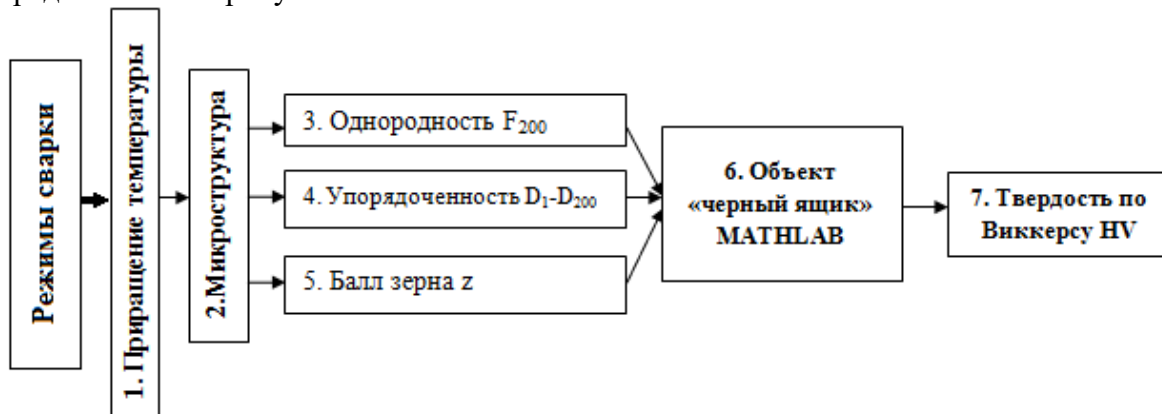 Режимы сварки
1. Приращение температуры
2.Микроструктура
3. Однородность F₂₀₀
4. Упорядоченность D₁-D₂₀₀
5. Балл зерна z
6. Объект
«черный ящик»
MATHLAB
7. Твердость по
Виккерсу HV